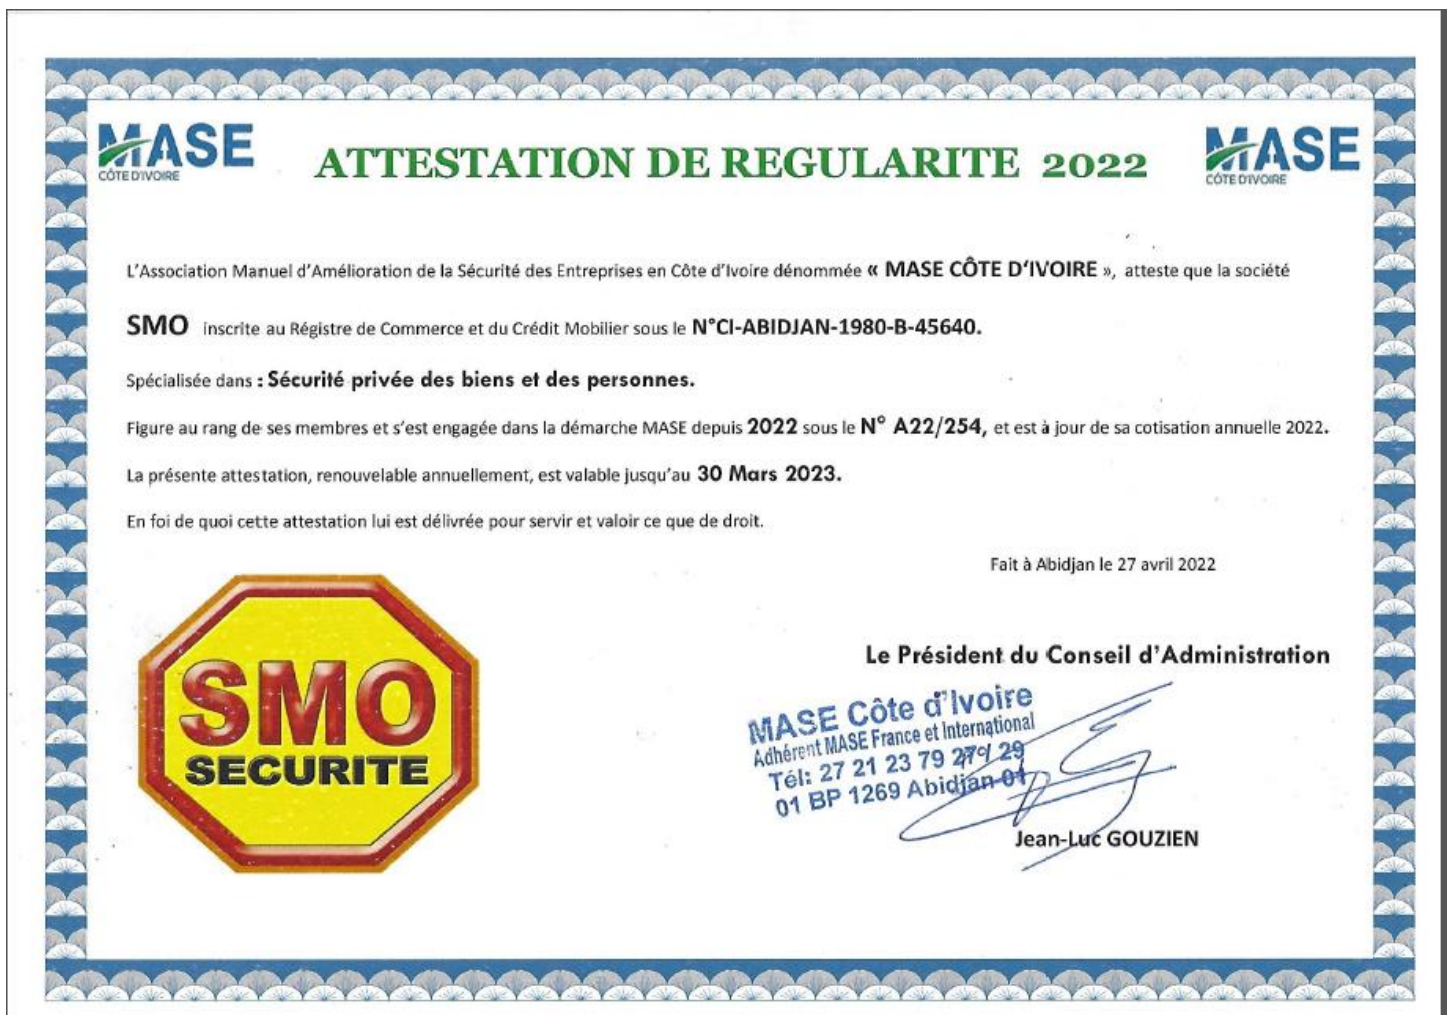 MASE
CÔTE D'IVOIRE
ATTESTATION DE REGULARITE 2022
MASE
CÔTE D'IVOIRE
L'Association Manuel d'Amélioration de la Sécurité des Entreprises en Côte d'Ivoire dénommée « MASE CÔTE D'IVOIRE », atteste que la société
SMO inscrite au Régistre de Commerce et du Crédit Mobilier sous le N°CI-ABIDJAN-1980-B-45640.
Spécialisée dans : Sécurité privée des biens et des personnes.
Figure au rang de ses membres et s'est engagée dans la démarche MASE depuis 2022 sous le N° A22/254, et est à jour de sa cotisation annuelle 2022.
La présente attestation, renouvelable annuellement, est valable jusqu'au 30 Mars 2023.
En foi de quoi cette attestation lui est délivrée pour servir et valoir ce que de droit.
Fait à Abidjan le 27 avril 2022
SMO
SECURITE
Le Président du Conseil d'Administration
MASE Côte d'Ivoire
Adhérent MASE France et International
Tél: 27 21 23 79 27 / 29
01 BP 1269 Abidjan 01
Jean-Luc GOUZIEN